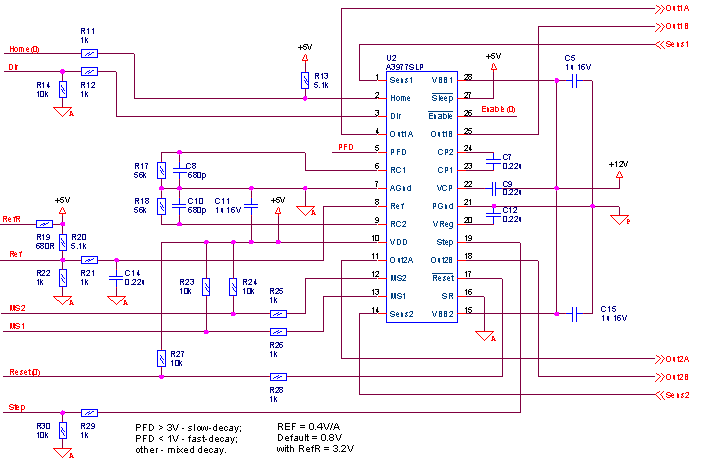 Out1A
Out1B
Sens1
R11
1k
Home(0)
Dir
R14
10k
R12
1k
A
+5V
R13
5.1k
U2
A3977SLP
+5V
C5
1u 16V
1 Sens1 VBB1 28
2 Home Sleep 27
3 Dir Enable 26
Enable(0)
4 Out1A Out1B 25
PFD
5 PFD CP2 24
6 RC1 CP1 23
7 AGnd VCP 22
8 Ref PGnd 21
9 RC2 VReg 20
10 VDD Step 19
11 Out2A Out2B 18
12 MS2 Reset 17
13 MS1 SR 16
14 Sens2 VBB2 15
C7
0.22u
C9
0.22u
C12
0.22u
+12V
R17
56k
C8
680p
R18
56k
C10
680p
C11
1u 16V
A
+5V
+5V
RefR
R19
680R
R20
5.1k
Ref
R22
1k
R21
1k
C14
0.22u
A
A
R23
10k
R24
10k
R25
1k
MS2
MS1
R26
1k
A
C15
1u 16V
R27
10k
Reset(0)
R28
1k
Out2A
Out2B
Sens2
Step
R30
10k
R29
1k
A
PFD > 3V - slow-decay;
PFD < 1V - fast-decay;
other - mixed decay.
REF = 0.4V/A
Default = 0.8V
with RefR = 3.2V